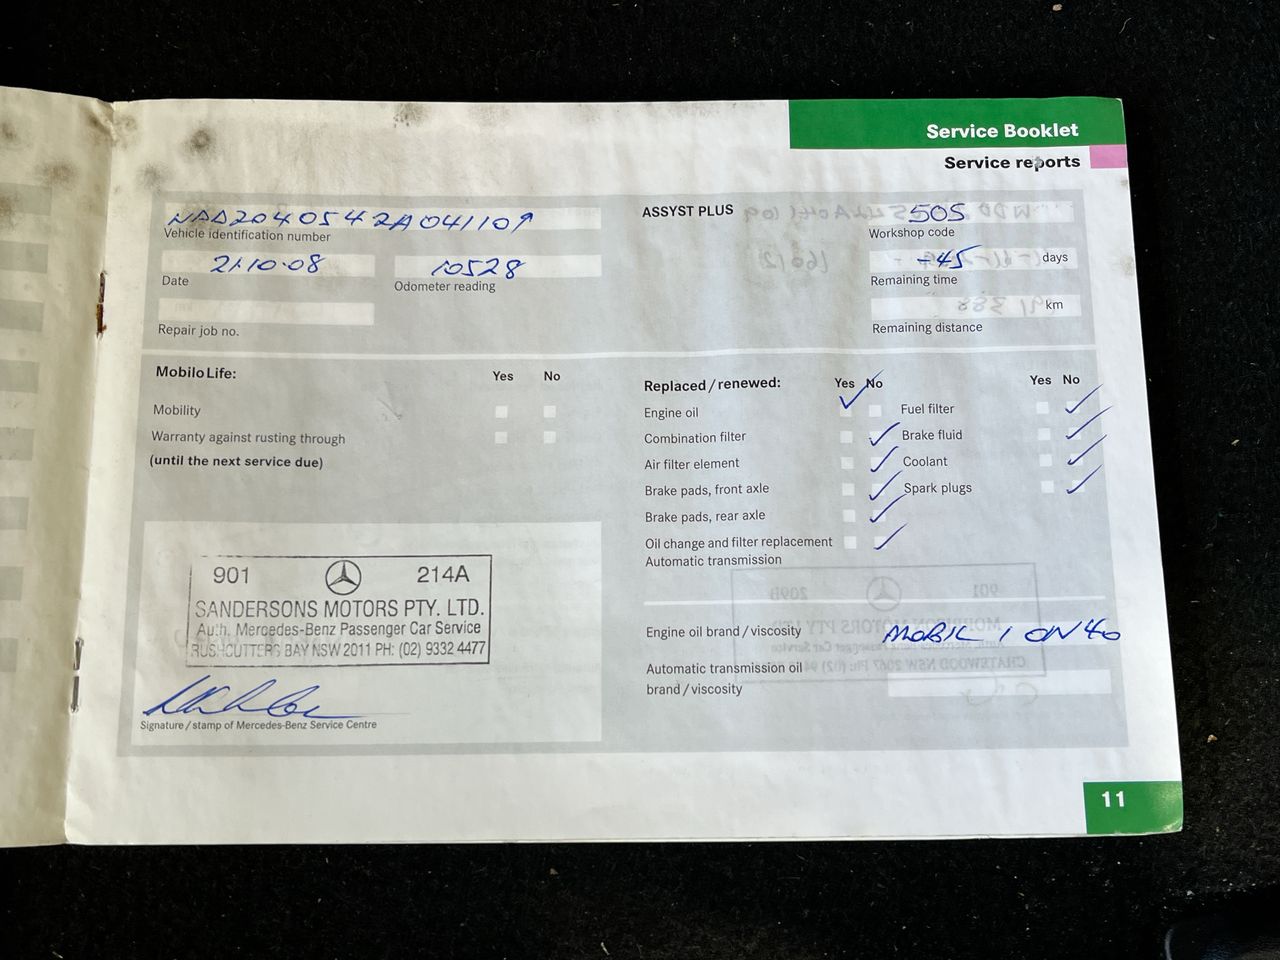 Service Booklet
Service reports
WDD2040542A041109
Vehicle identification number
21·10·08
Date
10528
Odometer reading
Repair job no.
ASSYST PLUS
505
Workshop code
-45 days
Remaining time
km
Remaining distance
Mobilo Life:
Yes No
Mobility
Warranty against rusting through
(until the next service due)
901 214A
SANDERSONS MOTORS PTY. LTD.
Auth. Mercedes-Benz Passenger Car Service
RUSHCUTTERS BAY NSW 2011 PH: (02) 9332 4477
Signature / stamp of Mercedes-Benz Service Centre
Replaced / renewed:
Yes No
Yes No
Engine oil
Fuel filter
Combination filter
Brake fluid
Air filter element
Coolant
Brake pads, front axle
Spark plugs
Brake pads, rear axle
Oil change and filter replacement
Automatic transmission
Engine oil brand / viscosity
MOBIL 1 0W40
Automatic transmission oil
brand / viscosity
11